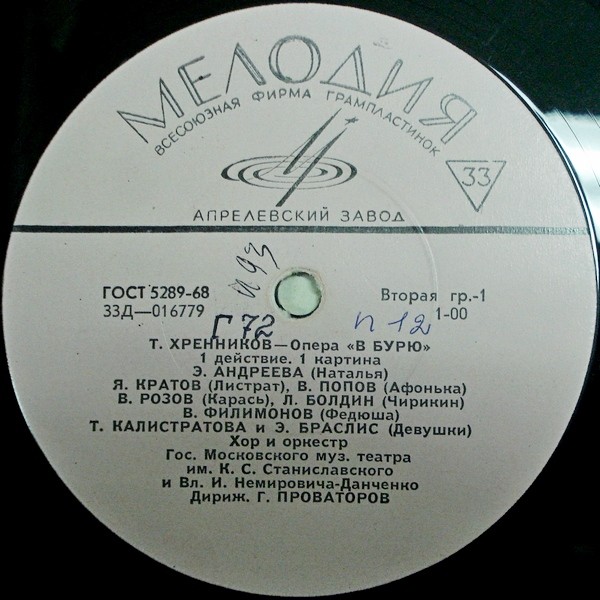 МЕЛОДИЯ
ВСЕСОЮЗНАЯ ФИРМА ГРАМПЛАСТИНОК
33
АПРЕЛЕВСКИЙ ЗАВОД
ГОСТ 5289-68
Вторая гр.-1
33Д—016779
1-00
Г 72
п 12
Т. ХРЕННИКОВ—Опера «В БУРЮ»
1 действие. 1 картина
Э. АНДРЕЕВА (Наталья)
Я. КРАТОВ (Листрат), В. ПОПОВ (Афонька)
В. РОЗОВ (Карась), Л. БОЛДИН (Чирикин)
В. ФИЛИМОНОВ (Федюша)
Т. КАЛИСТРАТОВА и Э. БРАСЛИС (Девушки)
Хор и оркестр
Гос. Московского муз. театра
им. К. С. Станиславского
и Вл. И. Немировича-Данченко
Дириж. Г. ПРОВАТОРОВ